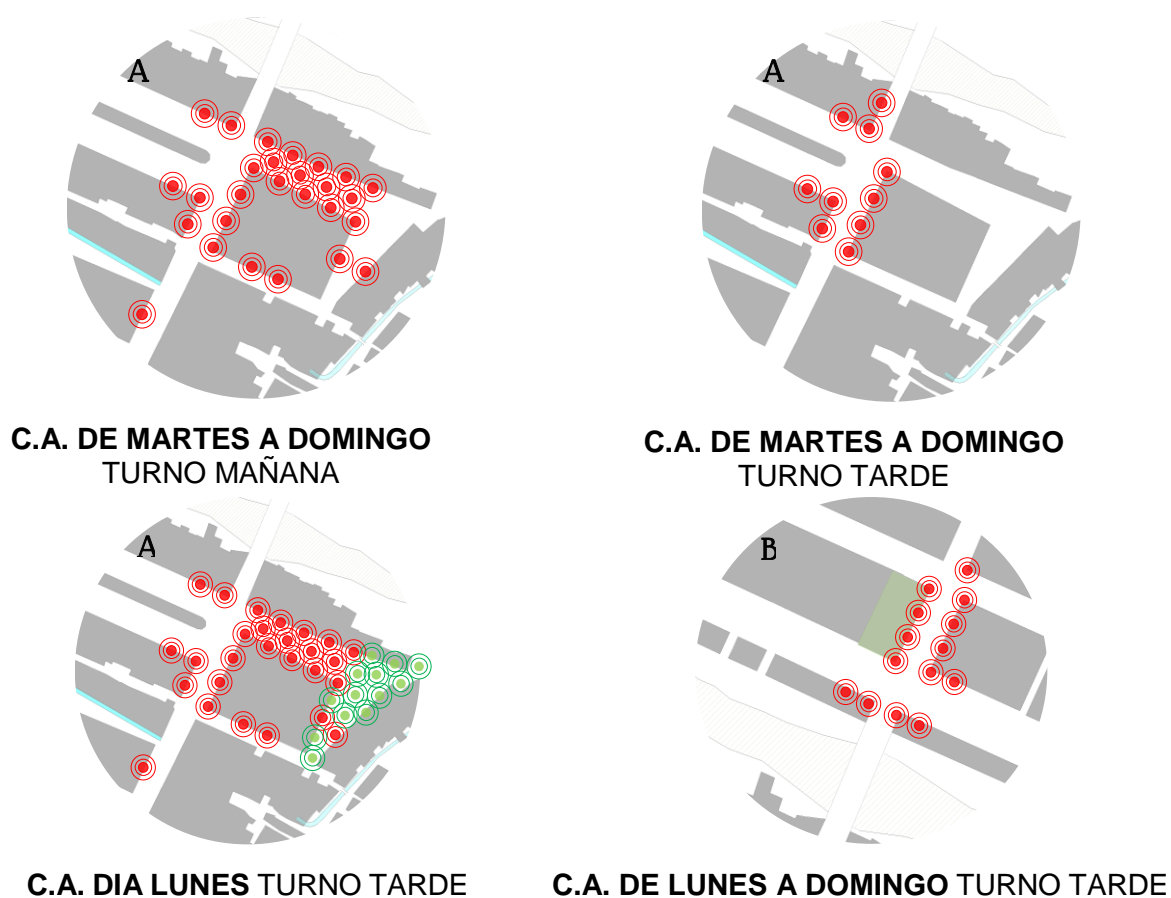 A
A
C.A. DE MARTES A DOMINGO
TURNO MAÑANA
C.A. DE MARTES A DOMINGO
TURNO TARDE
A
B
C.A. DIA LUNES TURNO TARDE
C.A. DE LUNES A DOMINGO TURNO TARDE